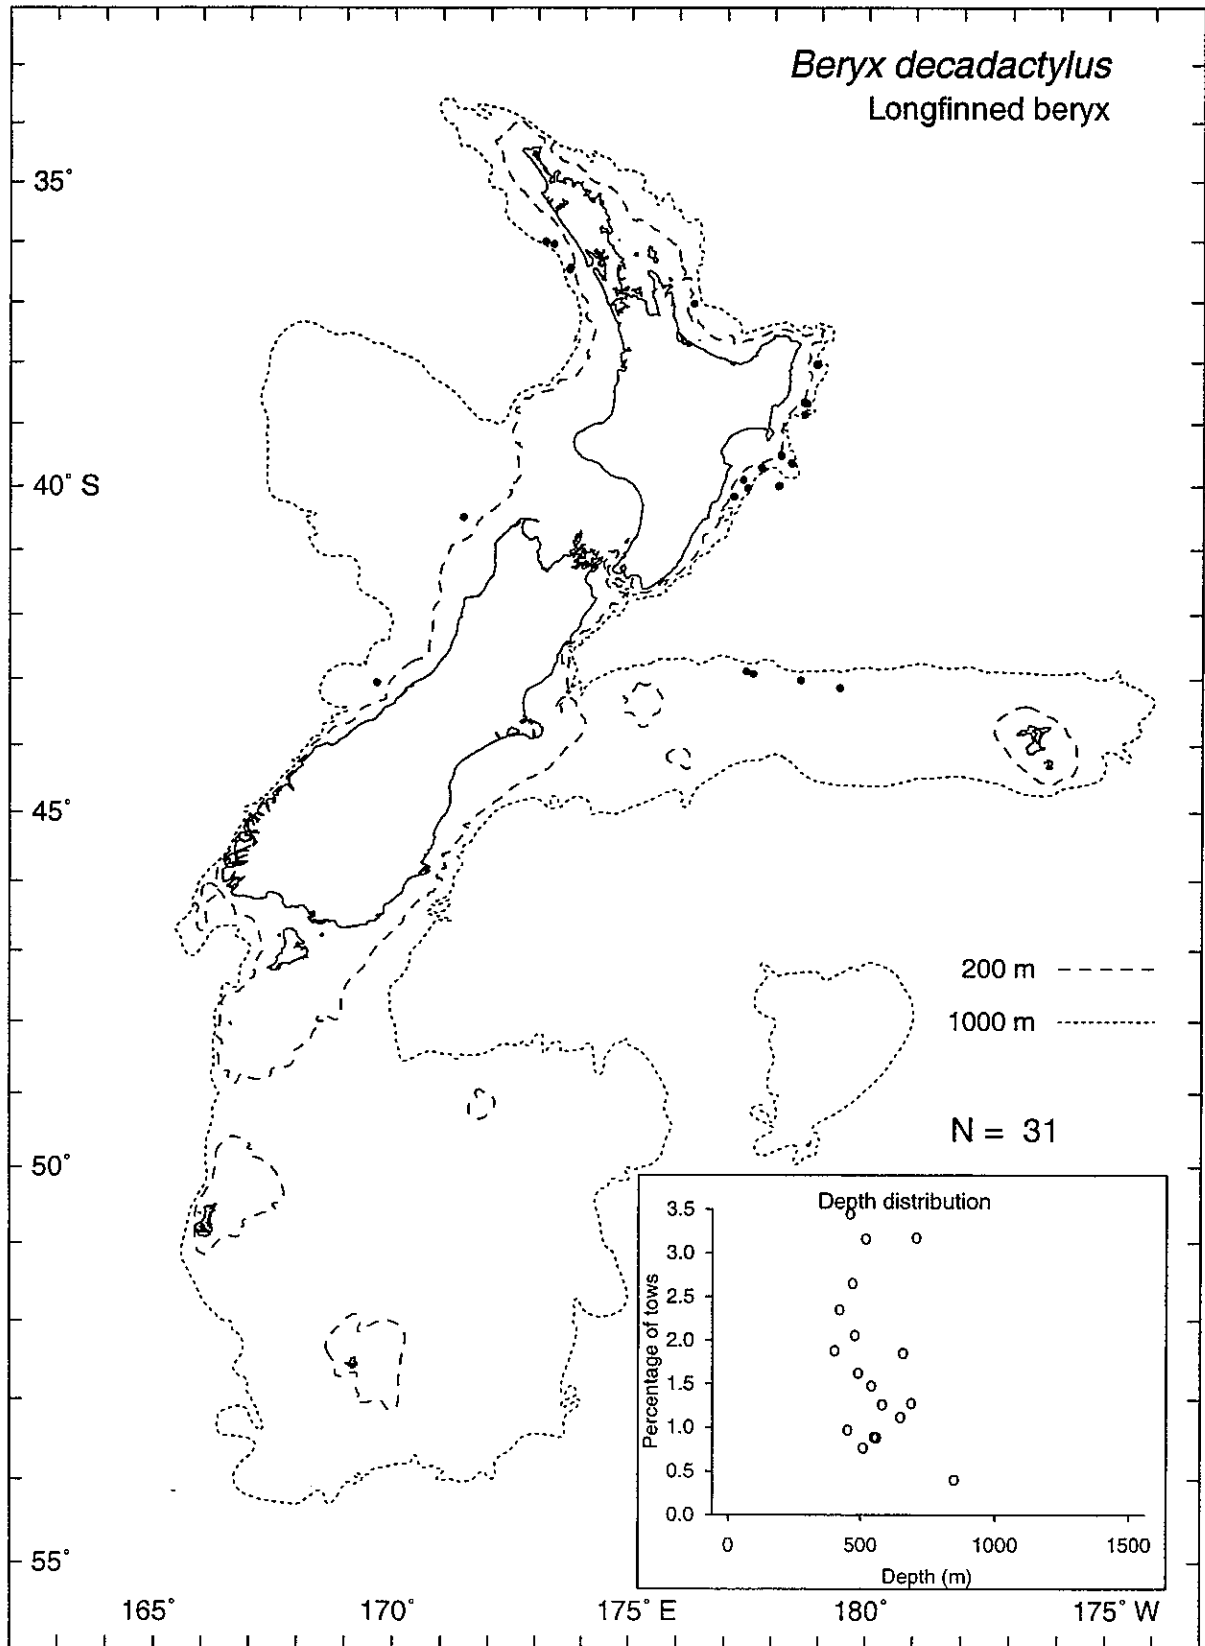 Beryx decadactylus
Longfinned beryx
35°
40° S
45°
50°
55°
200 m
1000 m
N = 31
Depth distribution
Percentage of tows
3.5
3.0
2.5
2.0
1.5
1.0
0.5
0.0
0 500 1000 1500
Depth (m)
165° 170° 175° E 180° 175° W